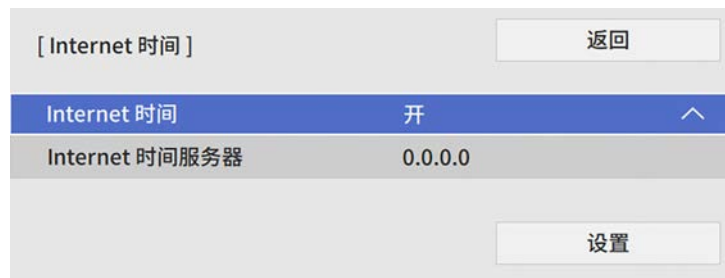 [ Internet 时间 ]
返回
Internet 时间 开
Internet 时间服务器 0.0.0.0
设置